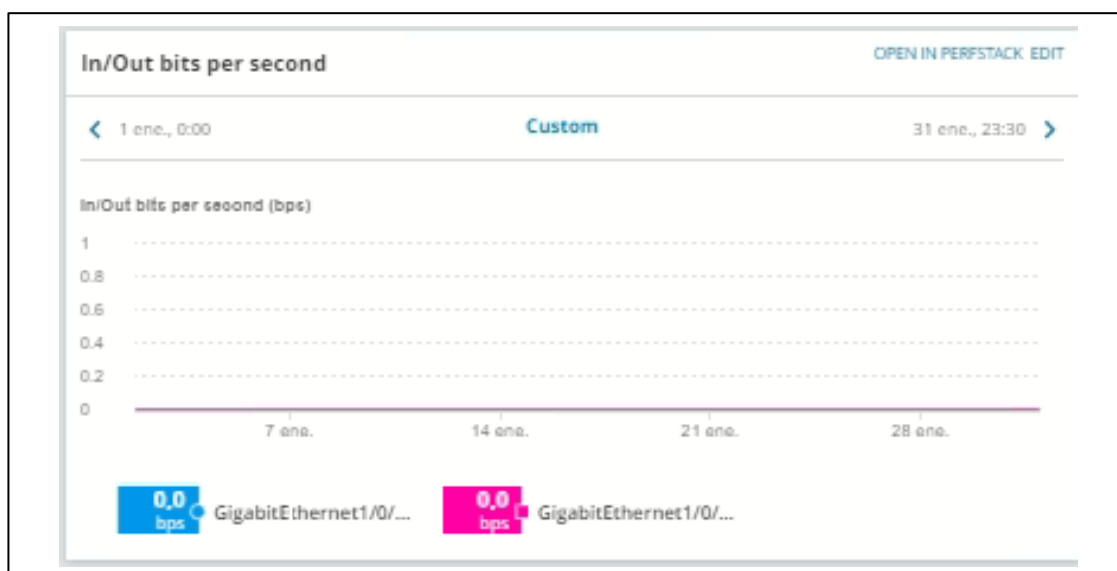 In/Out bits per second
OPEN IN PERFSTACK EDIT
1 ene., 0:00
Custom
31 ene., 23:30
In/Out bits per second (bps)
1
0.8
0.6
0.4
0.2
0
7 ene.
14 ene.
21 ene.
28 ene.
0,0
bps
GigabitEthernet1/0/...
0,0
bps
GigabitEthernet1/0/...